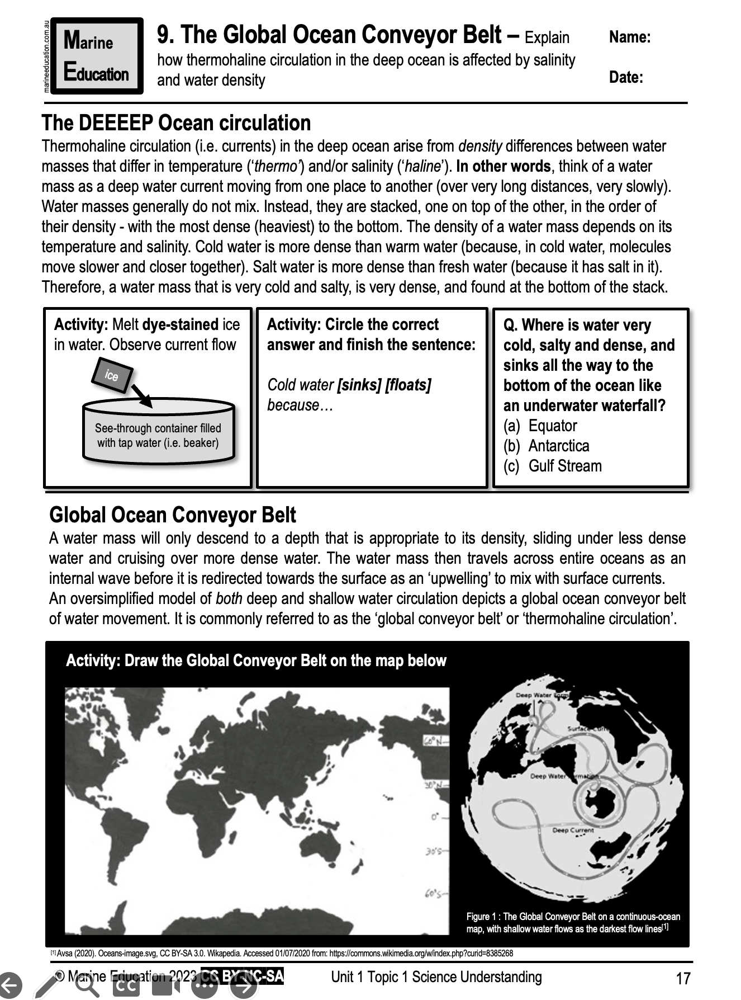 marineeducation.com.au
Marine
Education
9. The Global Ocean Conveyor Belt – Explain
how thermohaline circulation in the deep ocean is affected by salinity
and water density
Name:
Date:
The DEEEEP Ocean circulation
Thermohaline circulation (i.e. currents) in the deep ocean arise from density differences between water
masses that differ in temperature (‘thermo’) and/or salinity (‘haline’). In other words, think of a water
mass as a deep water current moving from one place to another (over very long distances, very slowly).
Water masses generally do not mix. Instead, they are stacked, one on top of the other, in the order of
their density - with the most dense (heaviest) to the bottom. The density of a water mass depends on its
temperature and salinity. Cold water is more dense than warm water (because, in cold water, molecules
move slower and closer together). Salt water is more dense than fresh water (because it has salt in it).
Therefore, a water mass that is very cold and salty, is very dense, and found at the bottom of the stack.
Activity: Melt dye-stained ice
in water. Observe current flow
ice
See-through container filled
with tap water (i.e. beaker)
Activity: Circle the correct
answer and finish the sentence:
Cold water [sinks] [floats]
because…
Q. Where is water very
cold, salty and dense, and
sinks all the way to the
bottom of the ocean like
an underwater waterfall?
(a) Equator
(b) Antarctica
(c) Gulf Stream
Global Ocean Conveyor Belt
A water mass will only descend to a depth that is appropriate to its density, sliding under less dense
water and cruising over more dense water. The water mass then travels across entire oceans as an
internal wave before it is redirected towards the surface as an ‘upwelling’ to mix with surface currents.
An oversimplified model of both deep and shallow water circulation depicts a global ocean conveyor belt
of water movement. It is commonly referred to as the ‘global conveyor belt’ or ‘thermohaline circulation’.
Activity: Draw the Global Conveyor Belt on the map below
60°N
30°N
0°
30°S
60°S
Deep Water
Surface
Deep Water
Deep Current
Figure 1 : The Global Conveyor Belt on a continuous-ocean
map, with shallow water flows as the darkest flow lines[1]
[1] Avsa (2020). Oceans-image.svg, CC BY-SA 3.0. Wikapedia. Accessed 01/07/2020 from: https://commons.wikimedia.org/w/index.php?curid=8385268
© Marine Education 2023 CC BY-NC-SA
Unit 1 Topic 1 Science Understanding
17
CC